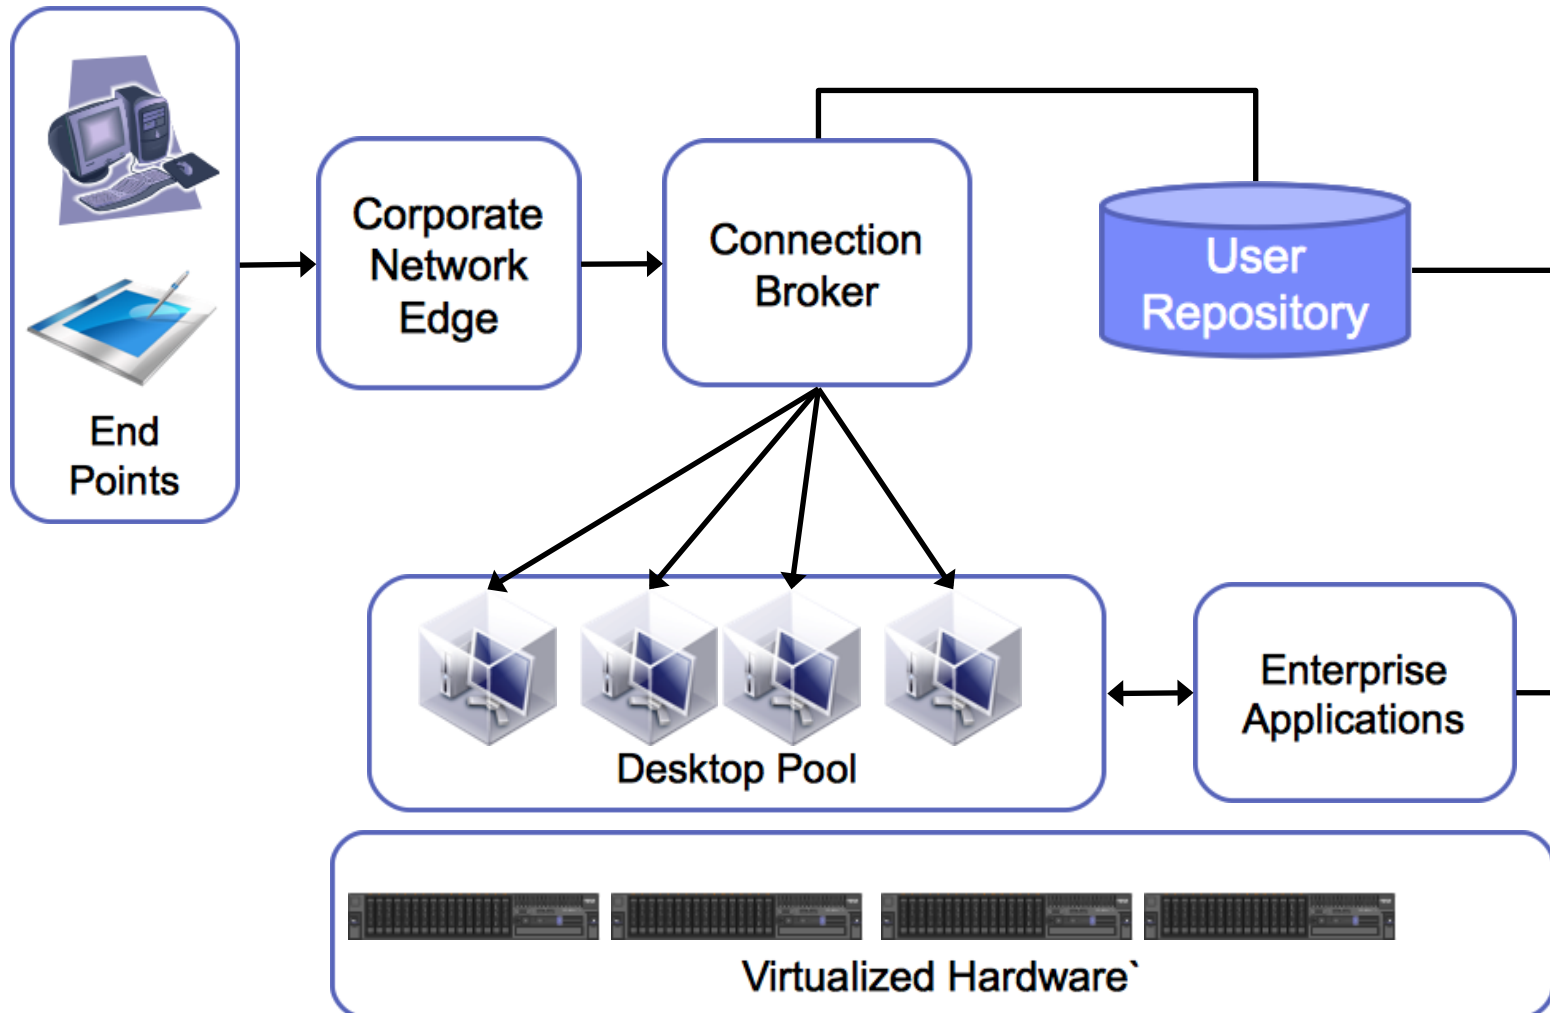 End
Points
Corporate
Network
Edge
Connection
Broker
User
Repository
Desktop Pool
Enterprise
Applications
Virtualized Hardware`